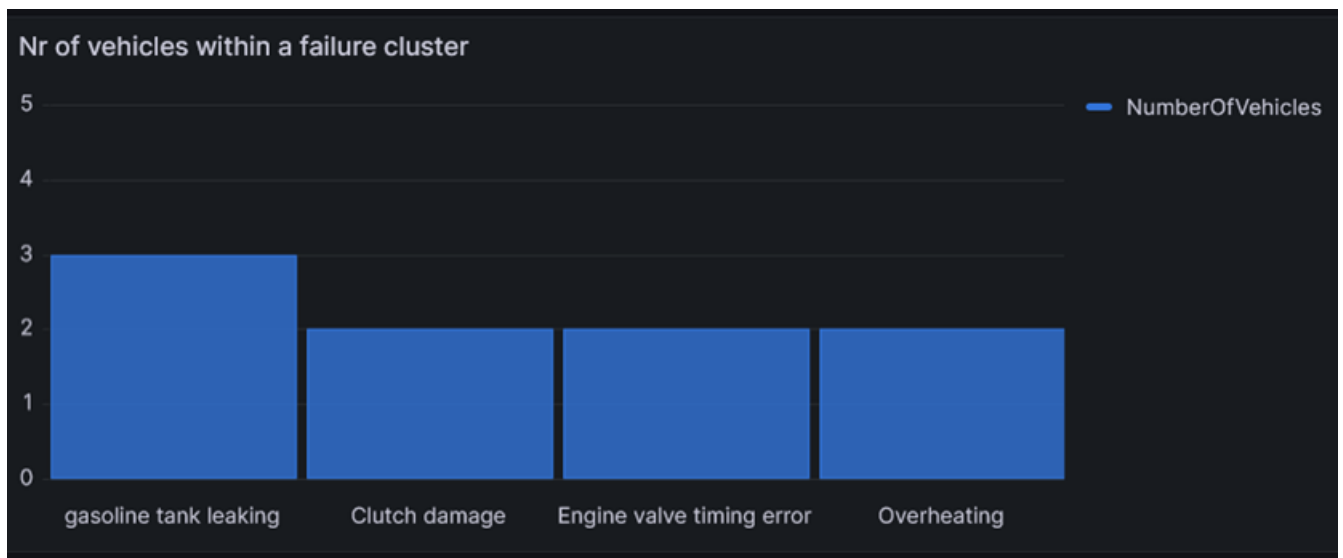 Nr of vehicles within a failure cluster
5
NumberOfVehicles
4
3
2
1
0
gasoline tank leaking
Clutch damage
Engine valve timing error
Overheating